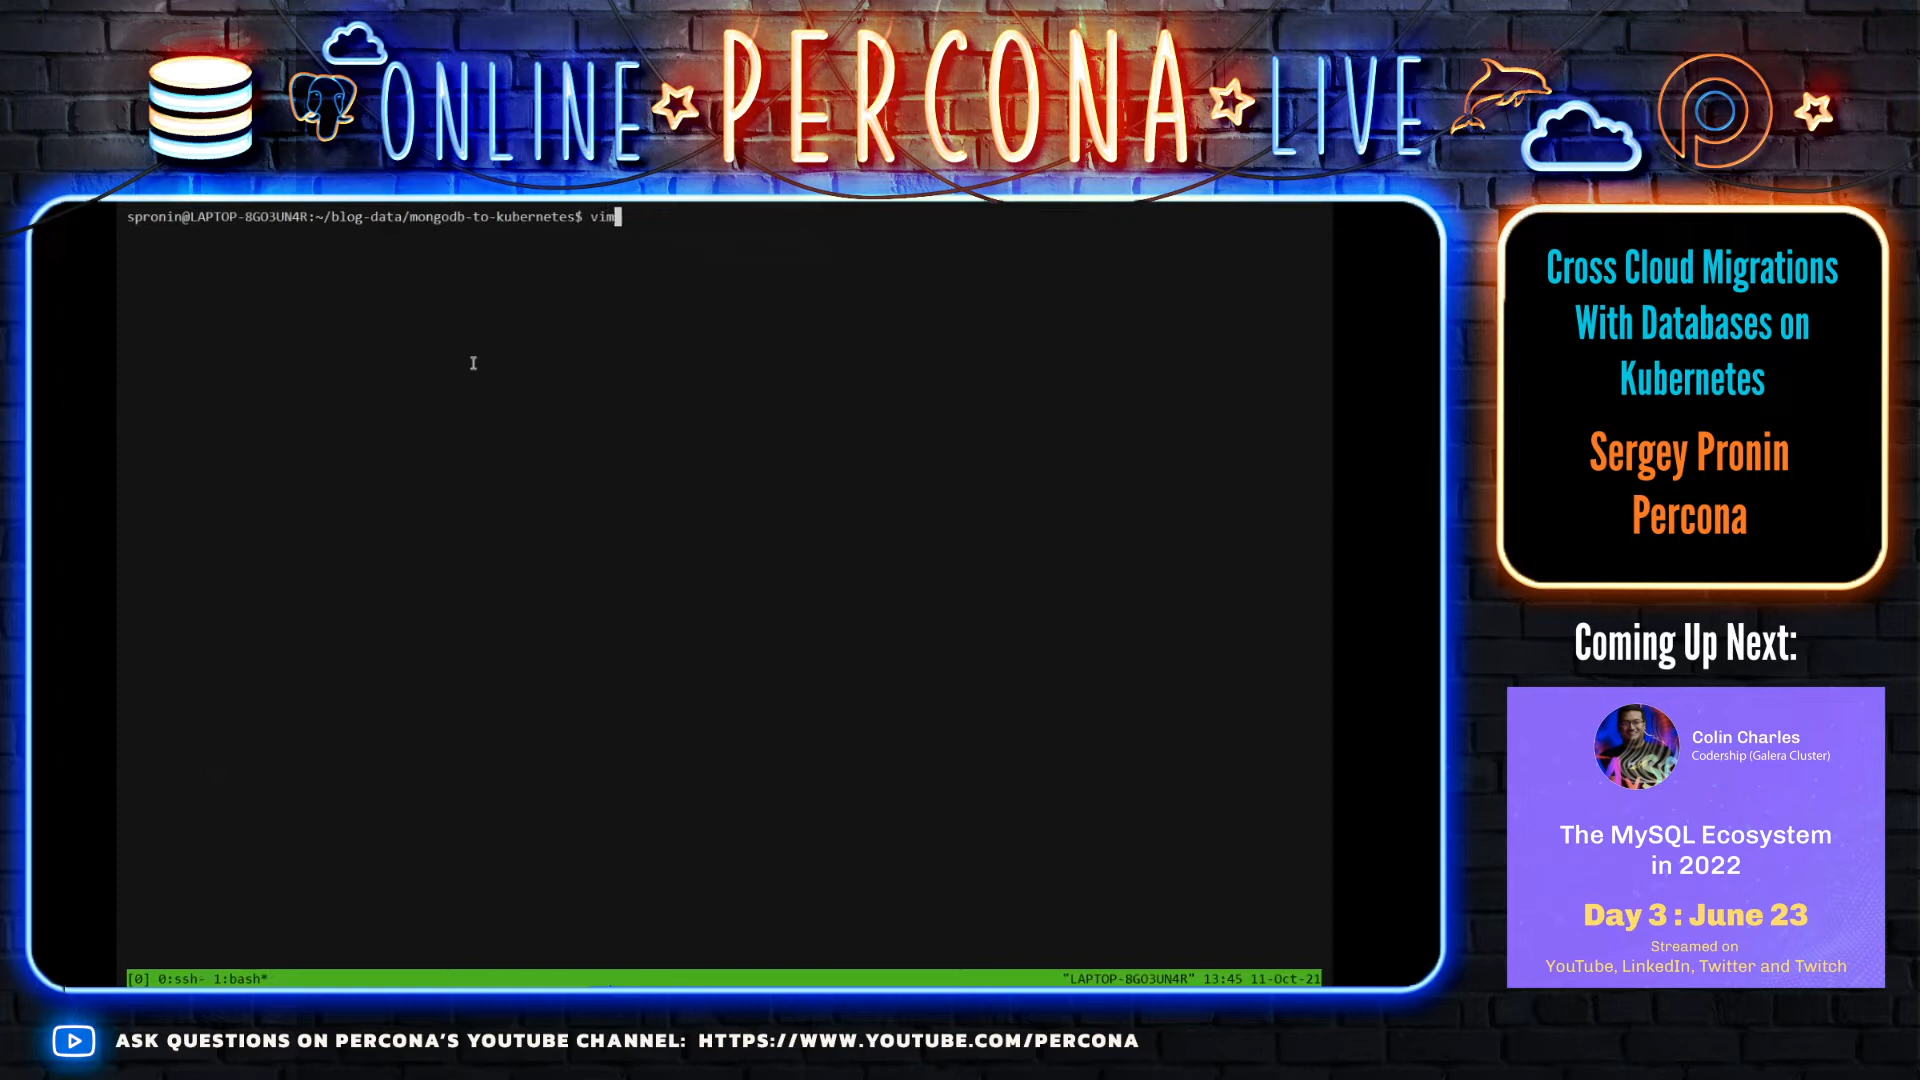 ONLINE PERCONA LIVE
spronin@LAPTOP-8GO3UN4R:~/blog-data/mongodb-to-kubernetes$ vim
[0] 0:ssh- 1:bash* "LAPTOP-8GO3UN4R" 13:45 11-Oct-21
Cross Cloud Migrations
With Databases on
Kubernetes
Sergey Pronin
Percona
Coming Up Next:
Colin Charles
Codership (Galera Cluster)
The MySQL Ecosystem
in 2022
Day 3 : June 23
Streamed on
YouTube, LinkedIn, Twitter and Twitch
ASK QUESTIONS ON PERCONA'S YOUTUBE CHANNEL: HTTPS://WWW.YOUTUBE.COM/PERCONA